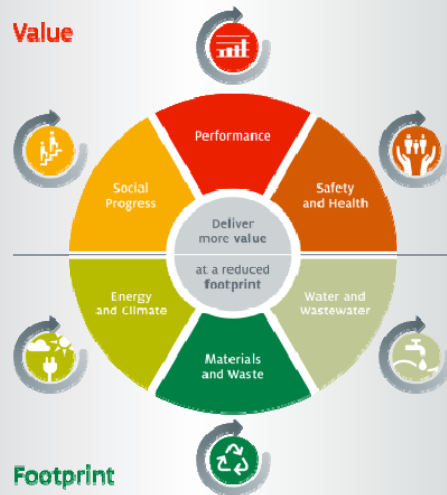 Value
Performance
Social
Progress
Safety
and Health
Deliver
more value
at a reduced
footprint
Energy
and Climate
Water and
Wastewater
Materials
and Waste
Footprint